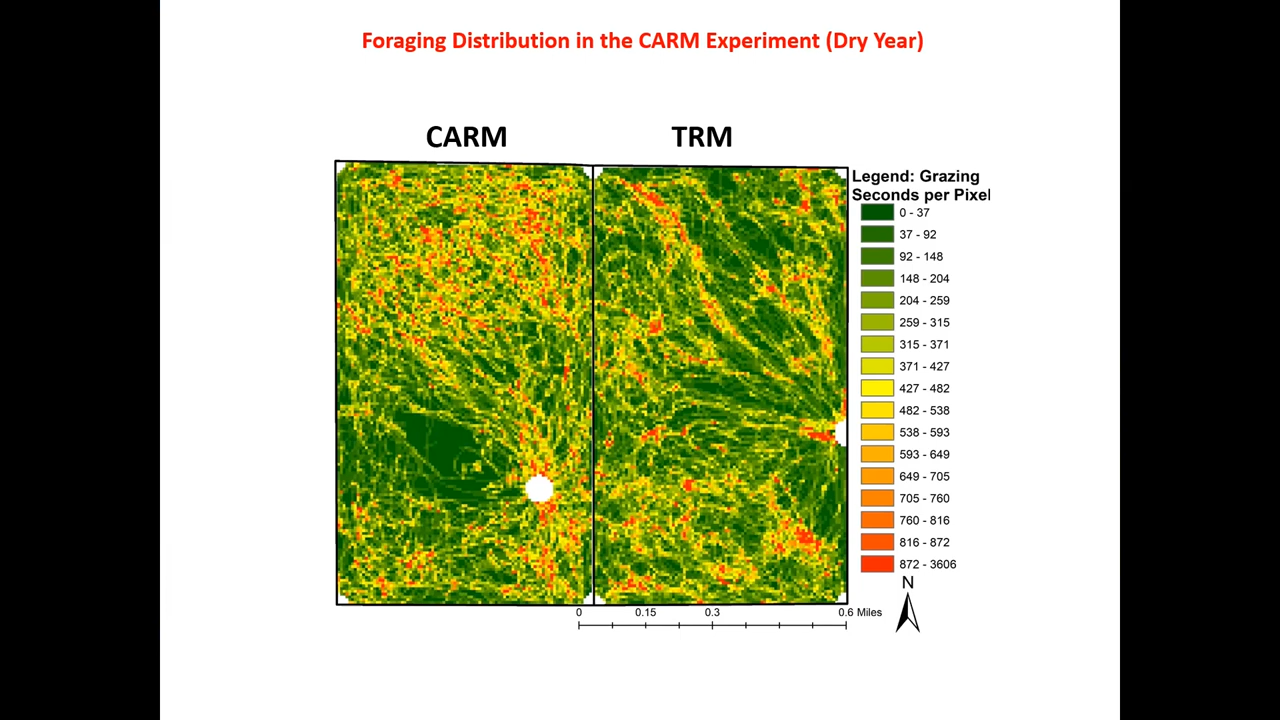 Foraging Distribution in the CARM Experiment (Dry Year)
CARM
TRM
Legend: Grazing
Seconds per Pixel
0 - 37
37 - 92
92 - 148
148 - 204
204 - 259
259 - 315
315 - 371
371 - 427
427 - 482
482 - 538
538 - 593
593 - 649
649 - 705
705 - 760
760 - 816
816 - 872
872 - 3606
N
0 0.15 0.3 0.6 Miles